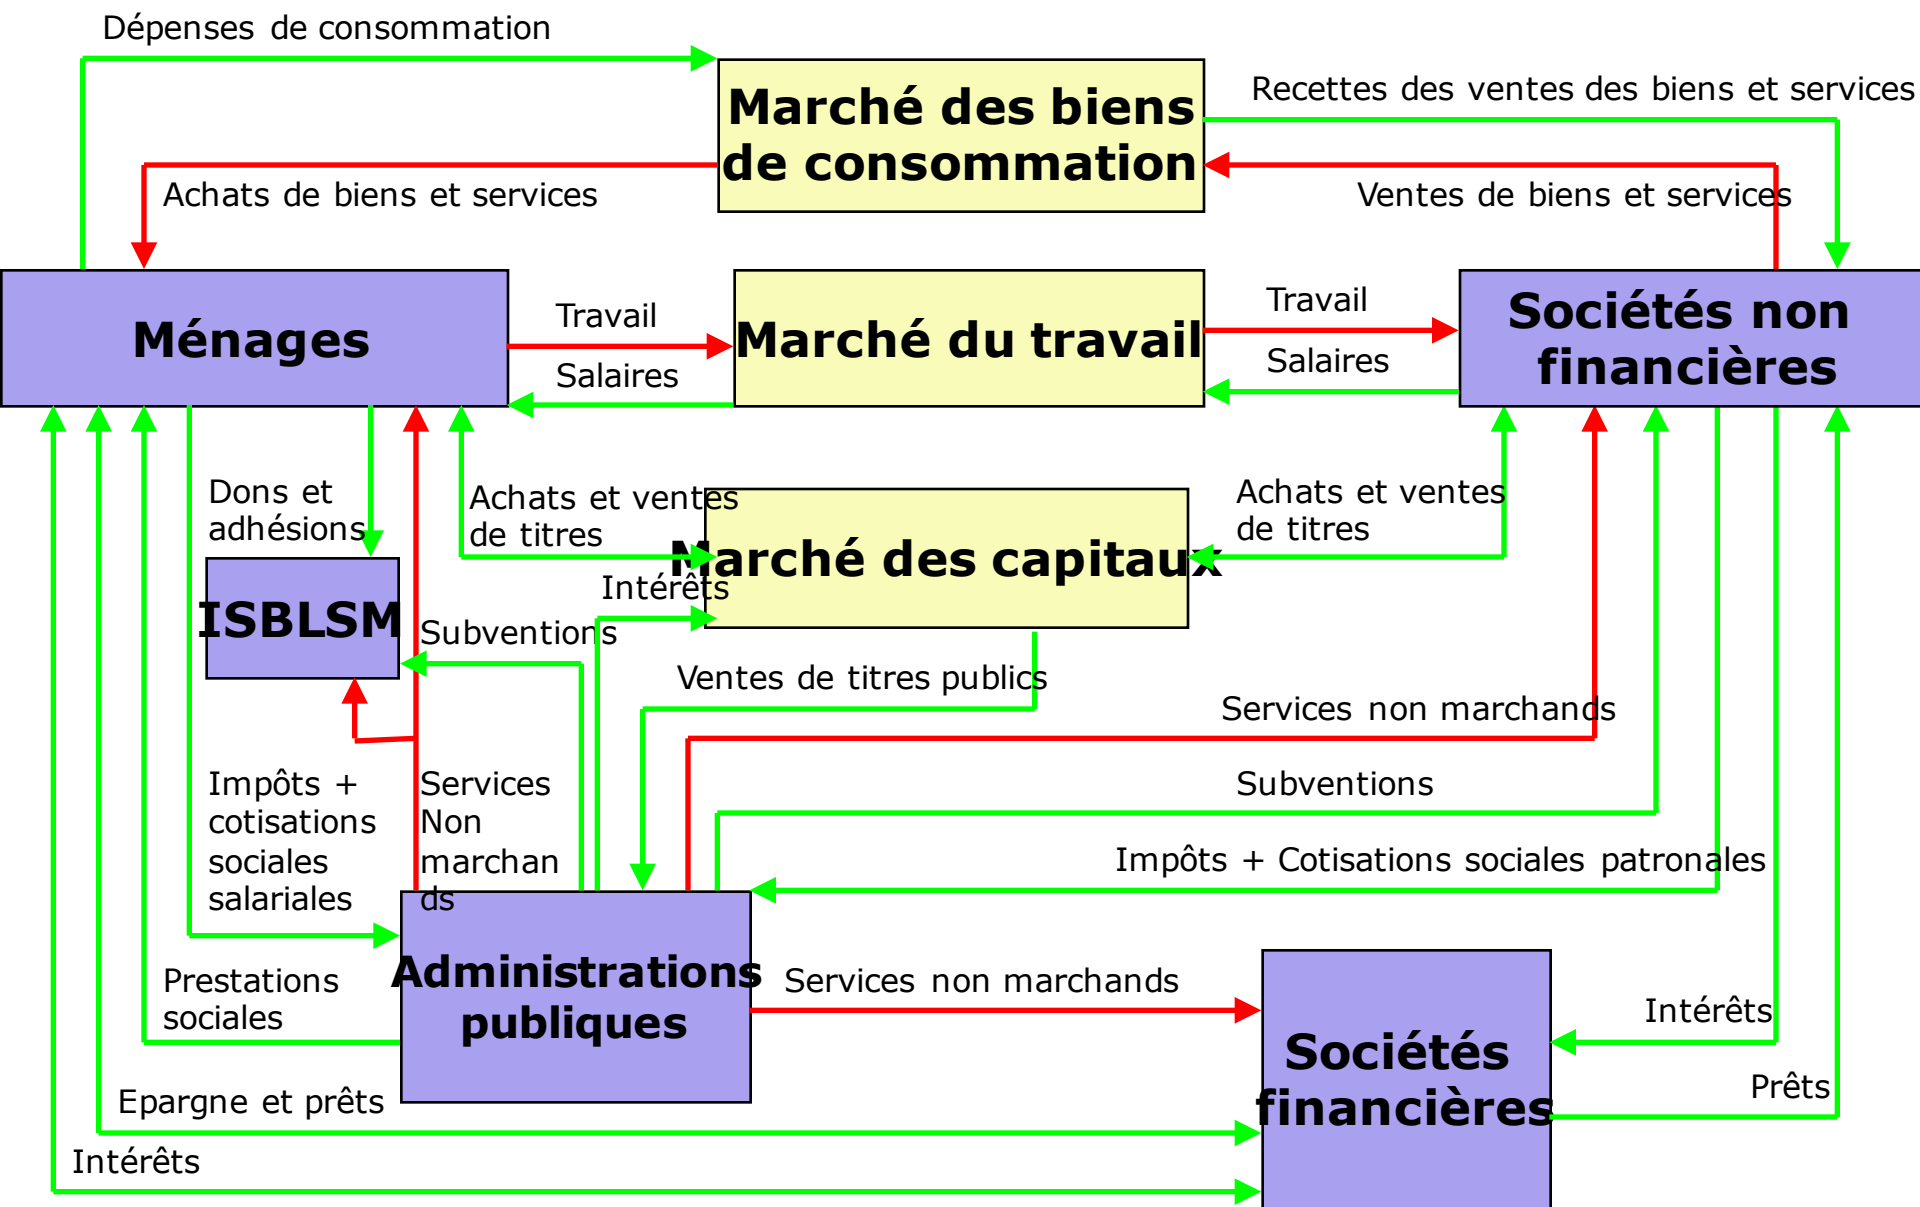 Dépenses de consommation
Marché des biens
de consommation
Recettes des ventes des biens et services
Achats de biens et services
Ventes de biens et services
Ménages
Travail
Salaires
Marché du travail
Travail
Salaires
Sociétés non
financières
Dons et
adhésions
Achats et ventes
de titres
Marché des capitaux
Achats et ventes
de titres
Intérêts
ISBLSM
Subventions
Ventes de titres publics
Services non marchands
Impôts +
cotisations
sociales
salariales
Services
Non
marchan
ds
Subventions
Impôts + Cotisations sociales patronales
Administrations
publiques
Prestations
sociales
Services non marchands
Sociétés
financières
Intérêts
Prêts
Epargne et prêts
Intérêts